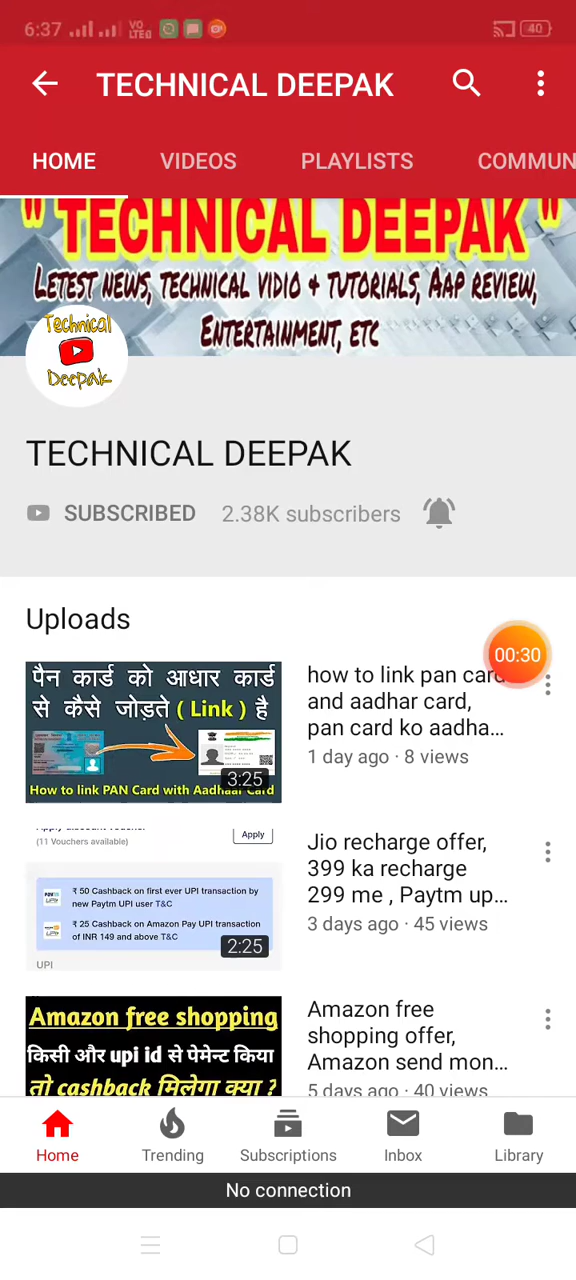 6:37 VO LTE 40
TECHNICAL DEEPAK
HOME VIDEOS PLAYLISTS COMMUN
" TECHNICAL DEEPAK "
LETEST NEWS, TECHNICAL VIDIO + TUTORIALS, AAP REVIEW,
ENTERTAINMENT, ETC
Technical
Deepak
TECHNICAL DEEPAK
SUBSCRIBED 2.38K subscribers
Uploads
00:30
पैन कार्ड को आधार कार्ड
से कैसे जोड़ते ( Link ) है
3:25
How to link PAN Card with Aadhaar Card
how to link pan card
and aadhar card,
pan card ko aadha...
1 day ago · 8 views
Apply discount voucher
(11 Vouchers available)
Apply
₹ 50 Cashback on first ever UPI transaction by
new Paytm UPI user T&C
₹ 25 Cashback on Amazon Pay UPI transaction
of INR 149 and above T&C
2:25
UPI
Jio recharge offer,
399 ka recharge
299 me , Paytm up...
3 days ago · 45 views
Amazon free shopping
किसी और upi id से पेमेन्ट किया
तो cashback मिलेगा क्या ?
Amazon free
shopping offer,
Amazon send mon...
5 days ago · 40 views
Home Trending Subscriptions Inbox Library
No connection